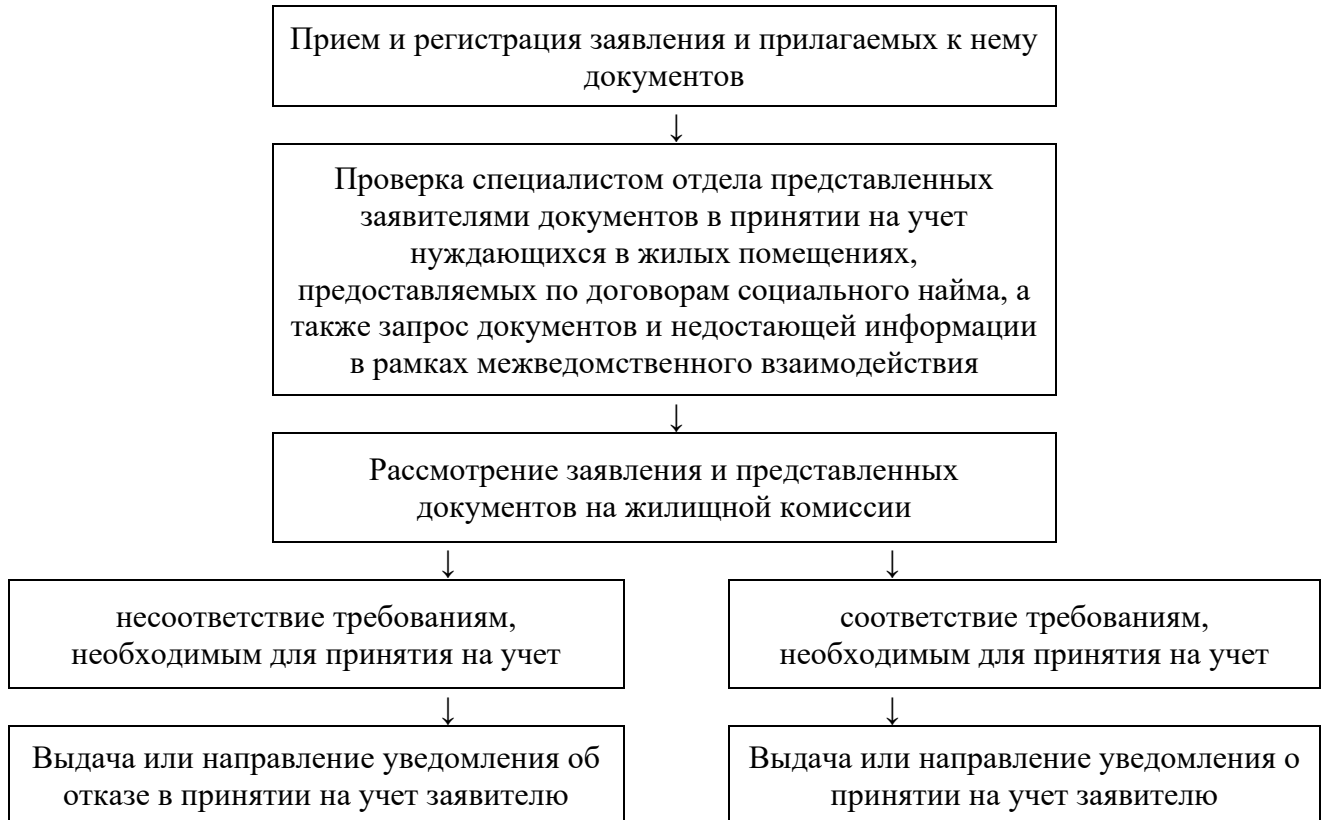 Прием и регистрация заявления и прилагаемых к нему
документов
↓
Проверка специалистом отдела представленных
заявителями документов в принятии на учет
нуждающихся в жилых помещениях,
предоставляемых по договорам социального найма, а
также запрос документов и недостающей информации
в рамках межведомственного взаимодействия
↓
Рассмотрение заявления и представленных
документов на жилищной комиссии
↓ ↓
несоответствие требованиям,
необходимым для принятия на учет
соответствие требованиям,
необходимым для принятия на учет
↓ ↓
Выдача или направление уведомления об
отказе в принятии на учет заявителю
Выдача или направление уведомления о
принятии на учет заявителю